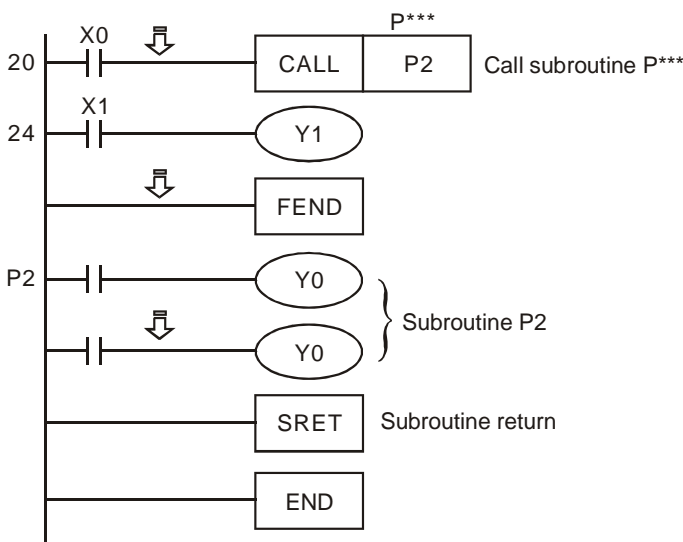 P***
X0
20 CALL P2 Call subroutine P***
X1
24 Y1
FEND
P2 Y0
Subroutine P2
Y0
SRET Subroutine return
END